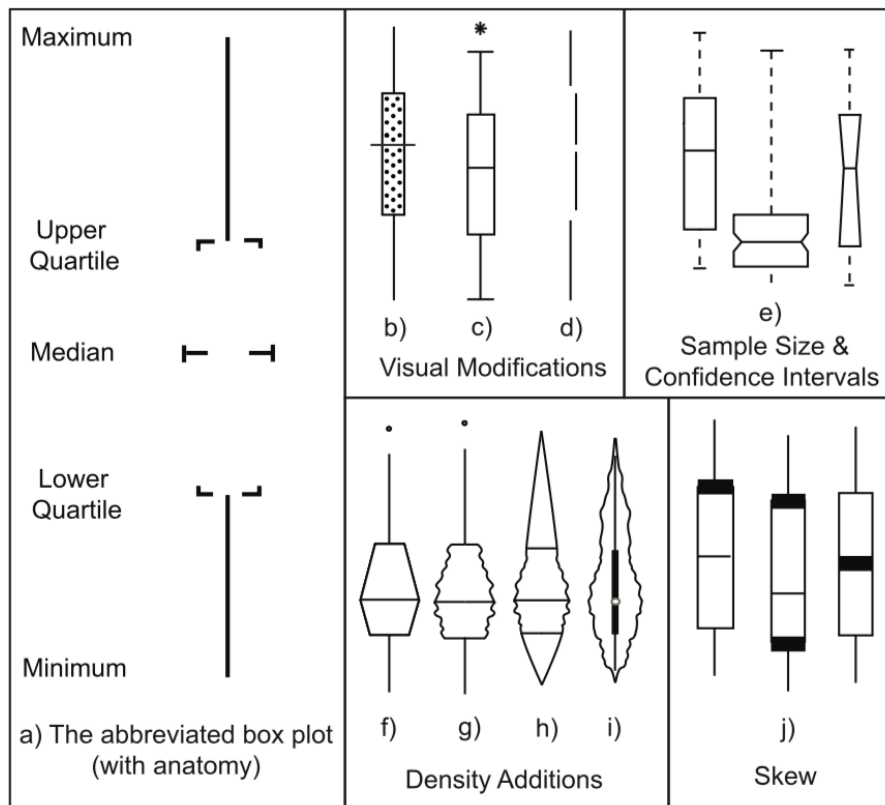 Maximum
Upper
Quartile
Median
Lower
Quartile
Minimum
a) The abbreviated box plot
(with anatomy)
b) c) d)
Visual Modifications
e)
Sample Size &
Confidence Intervals
f) g) h) i)
Density Additions
j)
Skew